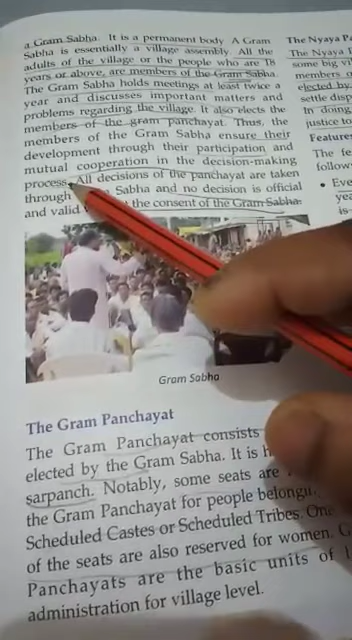 a Gram Sabha. It is a permanent body. A Gram
Sabha is essentially a village assembly. All the
adults of the village or the people who are 18
years or above, are members of the Gram Sabha.
The Gram Sabha holds meetings at least twice a
year and discusses important matters and
problems regarding the village. It also elects the
members of the gram panchayat. Thus, the
members of the Gram Sabha ensure their
development through their participation and
mutual cooperation in the decision-making
process. All decisions of the panchayat are taken
through Sabha and no decision is official
and valid the consent of the Gram Sabha.
Gram Sabha
The Gram Panchayat
The Gram Panchayat consists
elected by the Gram Sabha. It is
sarpanch. Notably, some seats are
the Gram Panchayat for people
Scheduled Castes or Scheduled Tribes. One
of the seats are also reserved for women.
Panchayats are the basic units of
administration for village level.
The Nyaya
The Nyaya
some big
members
elected by
settle
In doing
justice to
Features
The
follows
• Eve